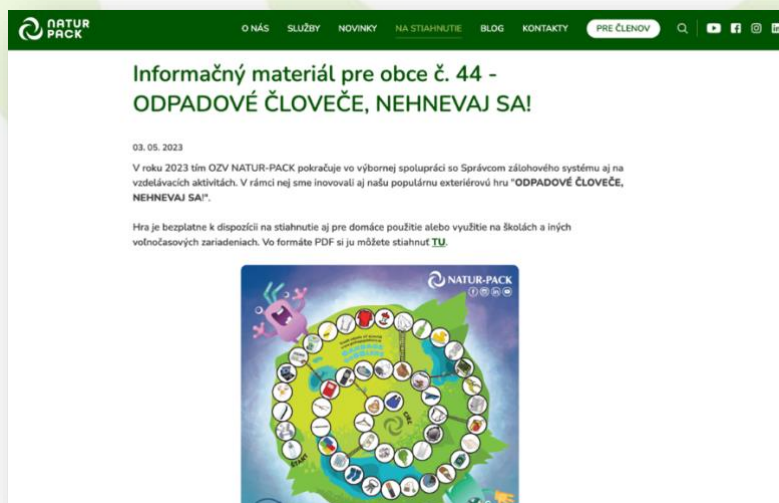 NATUR
PACK
O NÁS SLUŽBY NOVINKY NA STIAHNUTIE BLOG KONTAKTY PRE ČLENOV
Informačný materiál pre obce č. 44 -
ODPADOVÉ ČLOVEČE, NEHNEVAJ SA!
03. 05. 2023
V roku 2023 tím OZV NATUR-PACK pokračuje vo výbornej spolupráci so Správcom zálohového systému aj na
vzdelávacích aktivitách. V rámci nej sme inovovali aj našu populárnu exteriérovú hru "ODPADOVÉ ČLOVEČE,
NEHNEVAJ SA!".
Hra je bezplatne k dispozícii na stiahnutie aj pre domáce použitie alebo využitie na školách a iných
voľnočasových zariadeniach. Vo formáte PDF si ju môžete stiahnuť TU.
NATUR-PACK
ŠTART
CIEĽ